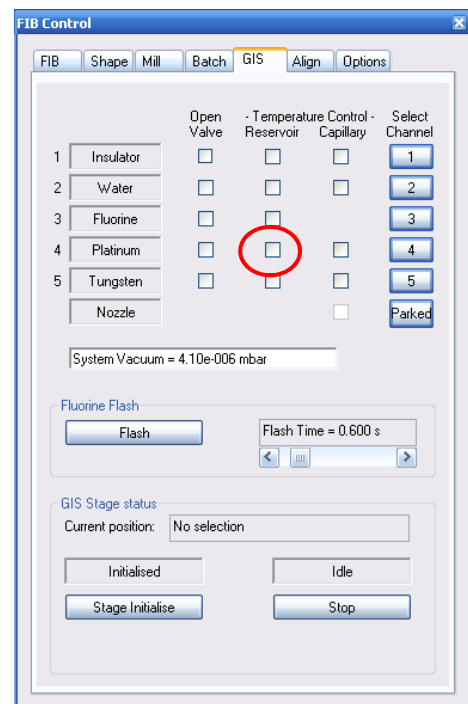 FIB Control
FIB Shape Mill Batch GIS Align Options
Open - Temperature Control - Select
Valve Reservoir Capillary Channel
1 Insulator 1
2 Water 2
3 Fluorine 3
4 Platinum 4
5 Tungsten 5
Nozzle Parked
System Vacuum = 4.10e-006 mbar
Fluorine Flash
Flash Flash Time = 0.600 s
GIS Stage status
Current position: No selection
Initialised Idle
Stage Initialise Stop